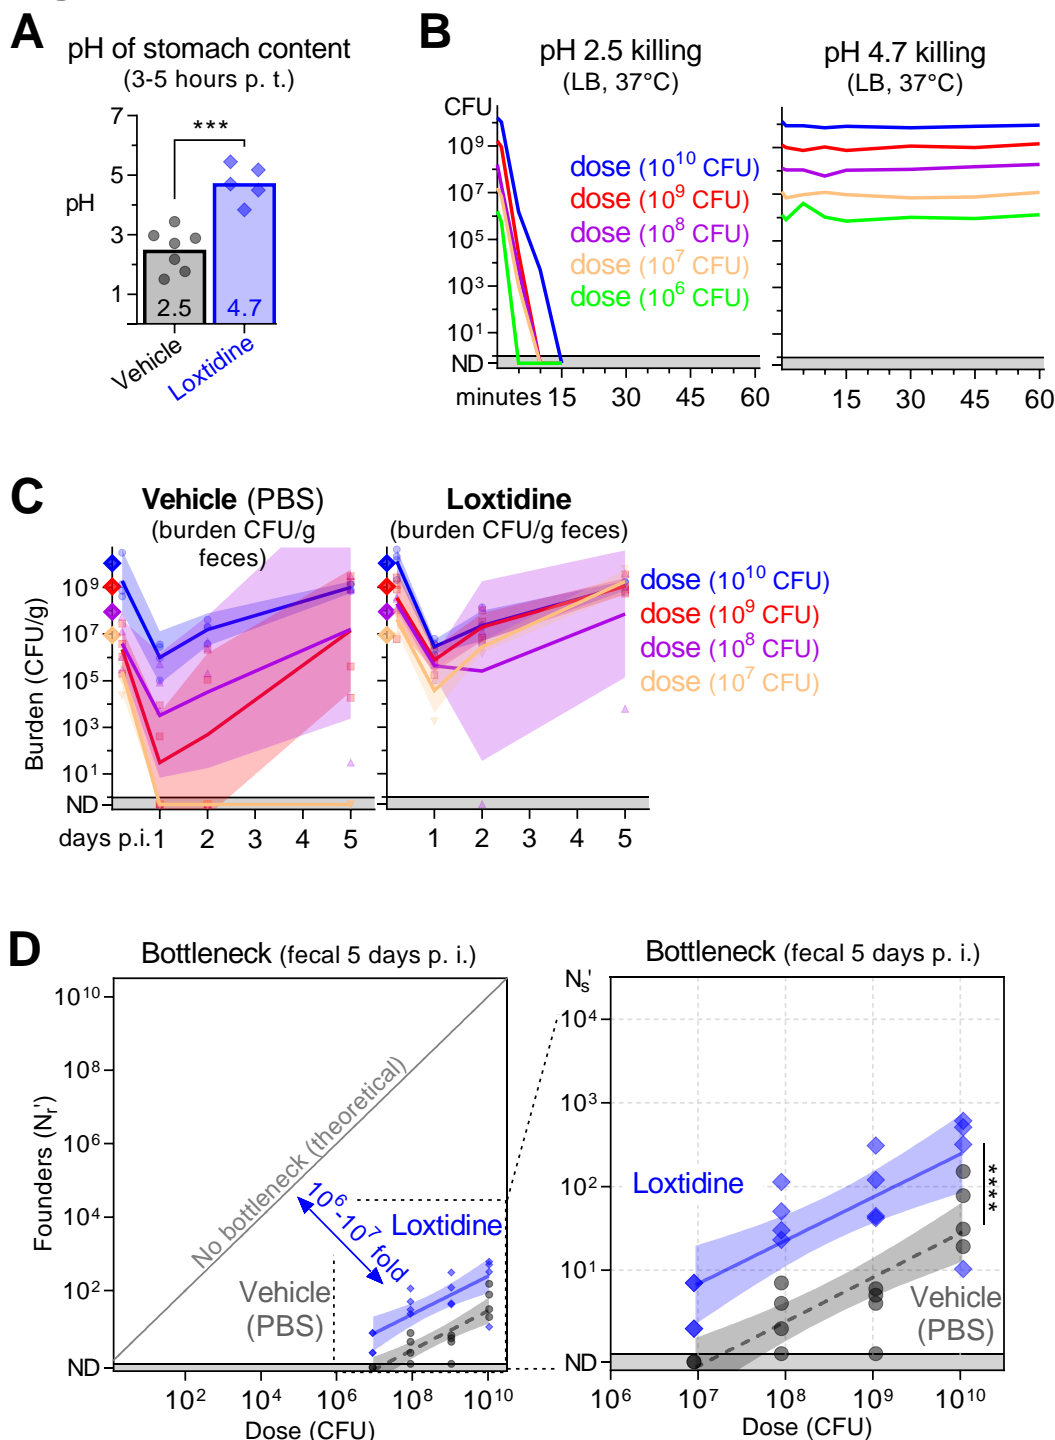 A
pH of stomach content
(3-5 hours p. t.)
7
5
pH
3
1
***
2.5
4.7
Vehicle
Loxtidine
B
pH 2.5 killing
(LB, 37°C)
pH 4.7 killing
(LB, 37°C)
CFU
10⁹
10⁷
10⁵
10³
10¹
ND
dose (10¹⁰ CFU)
dose (10⁹ CFU)
dose (10⁸ CFU)
dose (10⁷ CFU)
dose (10⁶ CFU)
minutes 15 30 45 60
15 30 45 60
C
Vehicle (PBS)
(burden CFU/g
feces)
Loxtidine
(burden CFU/g feces)
Burden (CFU/g)
10⁹
10⁷
10⁵
10³
10¹
ND
dose (10¹⁰ CFU)
dose (10⁹ CFU)
dose (10⁸ CFU)
dose (10⁷ CFU)
days p.i. 1 2 3 4 5
1 2 3 4 5
D
Bottleneck (fecal 5 days p. i.)
Founders (Nᵣ')
10¹⁰
10⁸
10⁶
10⁴
10²
ND
No bottleneck (theoretical)
10⁶
-10⁷ fold
Loxtidine
Vehicle
(PBS)
10² 10⁴ 10⁶ 10⁸ 10¹⁰
Dose (CFU)
Bottleneck (fecal 5 days p. i.)
Nₛ'
10⁴
10³
10²
10¹
ND
Loxtidine
****
Vehicle
(PBS)
10⁶ 10⁷ 10⁸ 10⁹ 10¹⁰
Dose (CFU)